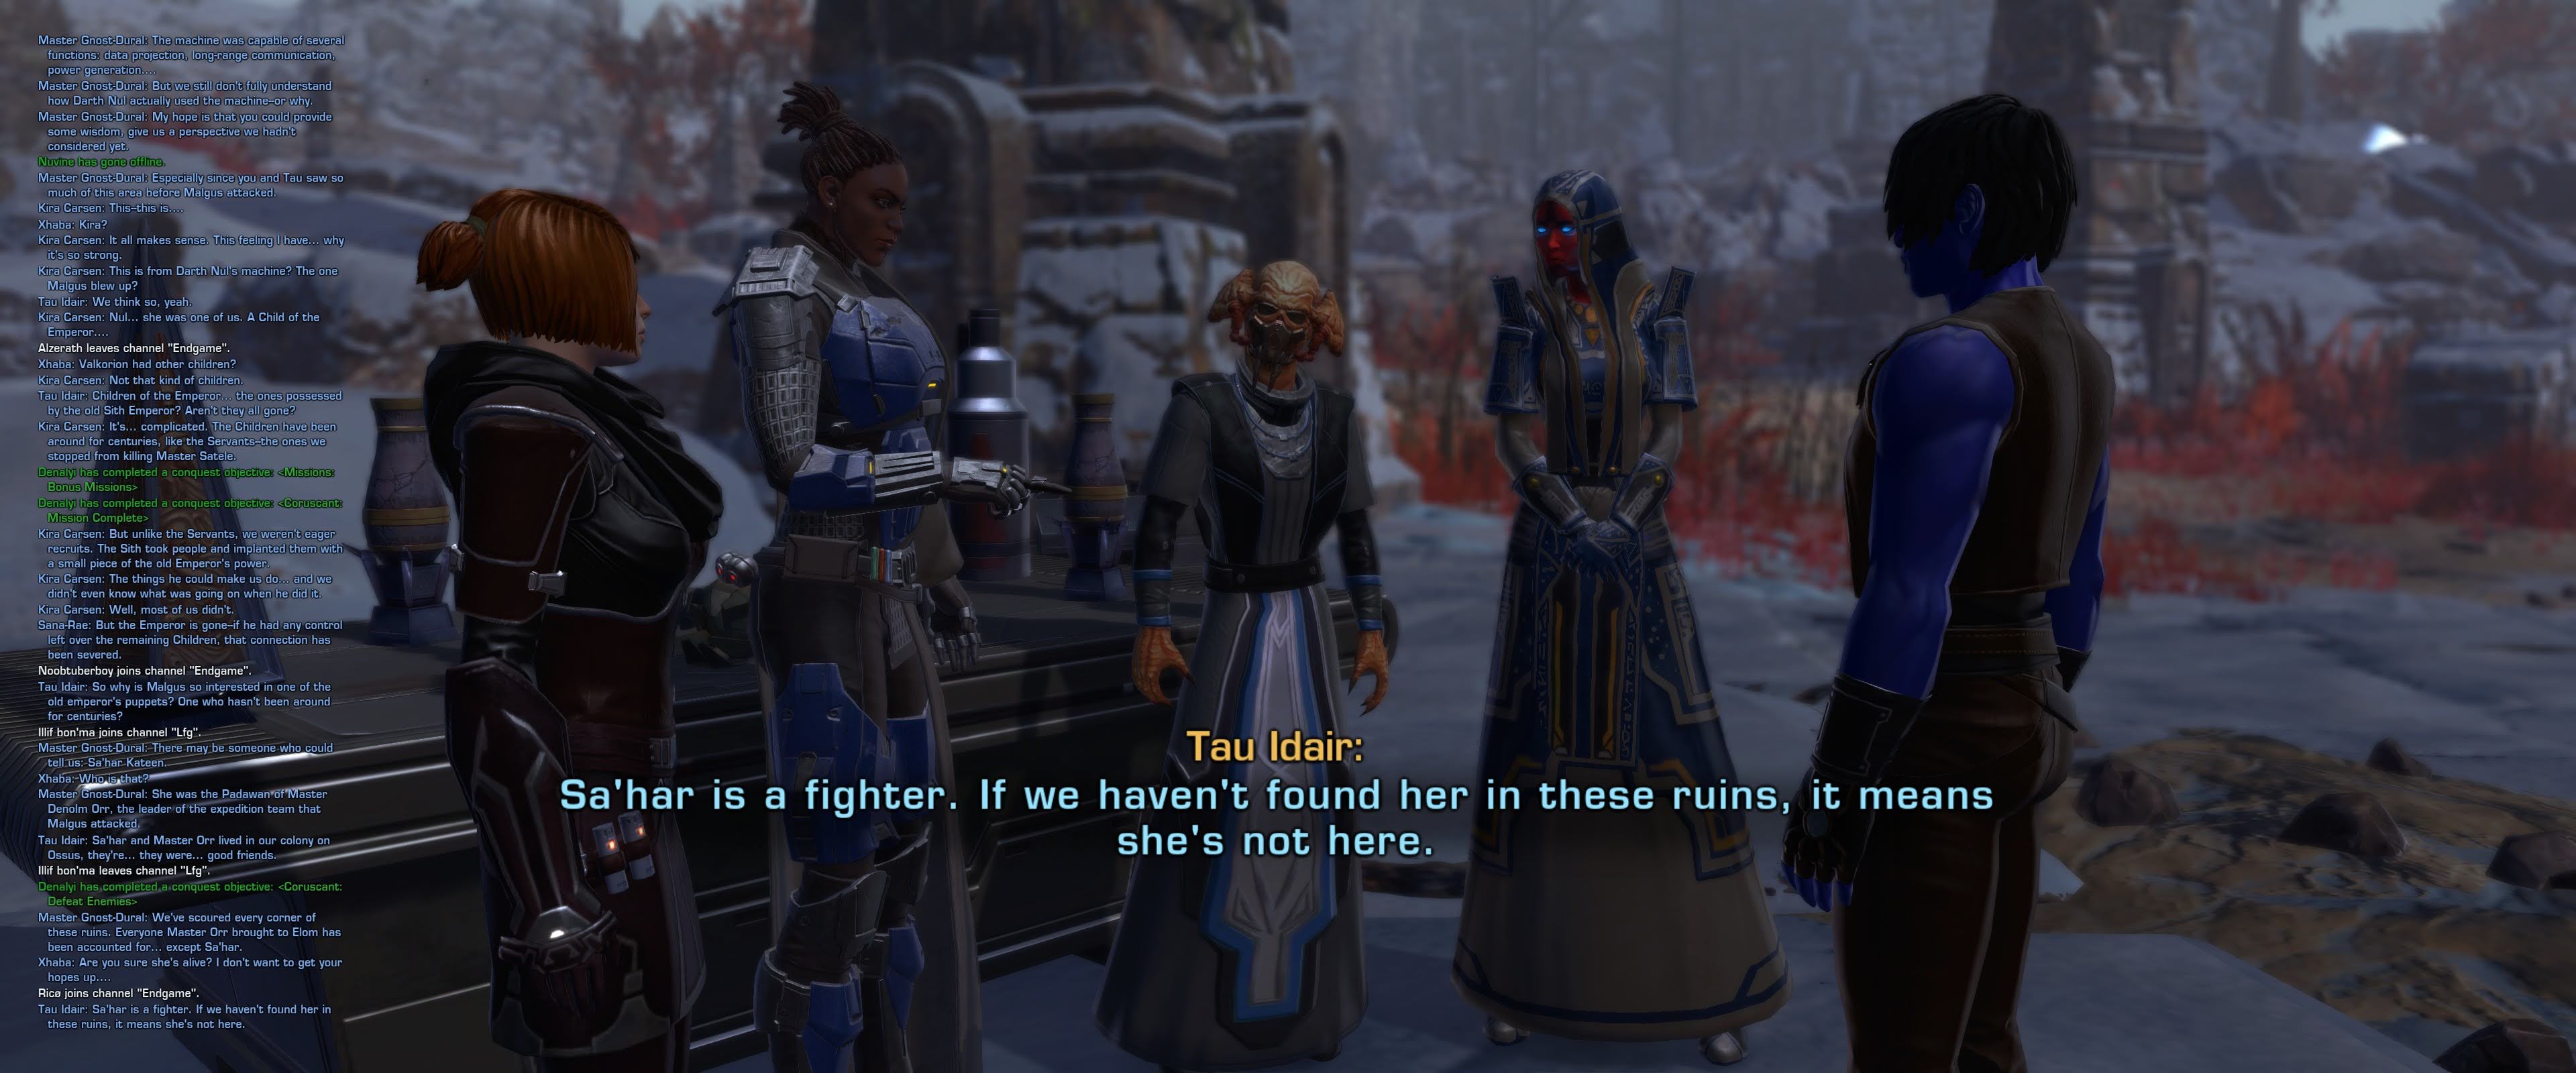 Master Gnost-Dural: The machine was capable of several
functions: data projection, long-range communication,
power generation....
Master Gnost-Dural: But we still don't fully understand
how Darth Nul actually used the machine–or why.
Master Gnost-Dural: My hope is that you could provide
some wisdom, give us a perspective we hadn't
considered yet.
Nuvine has gone offline.
Master Gnost-Dural: Especially since you and Tau saw so
much of this area before Malgus attacked.
Kira Carsen: This–this is....
Xhaba: Kira?
Kira Carsen: It all makes sense. This feeling I have... why
it's so strong.
Kira Carsen: This is from Darth Nul's machine? The one
Malgus blew up?
Tau Idair: We think so, yeah.
Kira Carsen: Nul... she was one of us. A Child of the
Emperor....
Alzerath leaves channel "Endgame".
Xhaba: Valkorion had other children?
Kira Carsen: Not that kind of children.
Tau Idair: Children of the Emperor... the ones possessed
by the old Sith Emperor? Aren't they all gone?
Kira Carsen: It's... complicated. The Children have been
around for centuries, like the Servants–the ones we
stopped from killing Master Satele.
Denalyi has completed a conquest objective: <Missions:
Bonus Missions>
Denalyi has completed a conquest objective: <Coruscant:
Mission Complete>
Kira Carsen: But unlike the Servants, we weren't eager
recruits. The Sith took people and implanted them with
a small piece of the old Emperor's power.
Kira Carsen: The things he could make us do... and we
didn't even know what was going on when he did it.
Kira Carsen: Well, most of us didn't.
Sana-Rae: But the Emperor is gone–if he had any control
left over the remaining Children, that connection has
been severed.
Noobtuberboy joins channel "Endgame".
Tau Idair: So why is Malgus so interested in one of the
old emperor's puppets? One who hasn't been around
for centuries?
Illif bon'ma joins channel "Lfg".
Master Gnost-Dural: There may be someone who could
tell us: Sa'har Kateen.
Xhaba: Who is that?
Master Gnost-Dural: She was the Padawan of Master
Denolm Orr, the leader of the expedition team that
Malgus attacked.
Tau Idair: Sa'har and Master Orr lived in our colony on
Ossus, they're... they were... good friends.
Illif bon'ma leaves channel "Lfg".
Denalyi has completed a conquest objective: <Coruscant:
Defeat Enemies>
Master Gnost-Dural: We've scoured every corner of
these ruins. Everyone Master Orr brought to Elom has
been accounted for... except Sa'har.
Xhaba: Are you sure she's alive? I don't want to get your
hopes up....
Ricø joins channel "Endgame".
Tau Idair: Sa'har is a fighter. If we haven't found her in
these ruins, it means she's not here.
Tau Idair:
Sa'har is a fighter. If we haven't found her in these ruins, it means
she's not here.